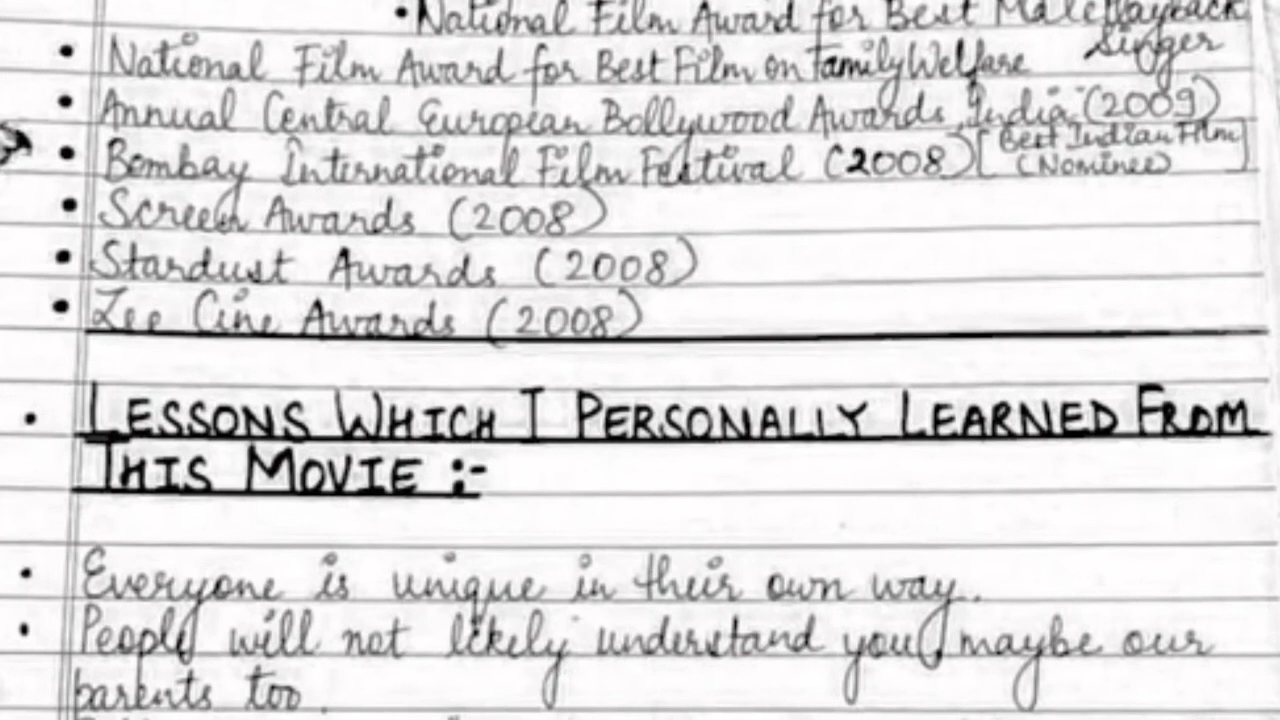 • National Film Award for Best Male Playback
Singer
• National Film Award for Best Film on Family Welfare
• Annual Central European Bollywood Awards, India (2009)
• Bombay International Film Festival (2008) [Best Indian Film
(Nominee)]
• Screen Awards (2008)
• Stardust Awards (2008)
• Zee Cine Awards (2008)
• LESSONS WHICH I PERSONALLY LEARNED FROM
THIS MOVIE :-
• Everyone is unique in their own way.
• People will not likely understand you, maybe our
parents too.